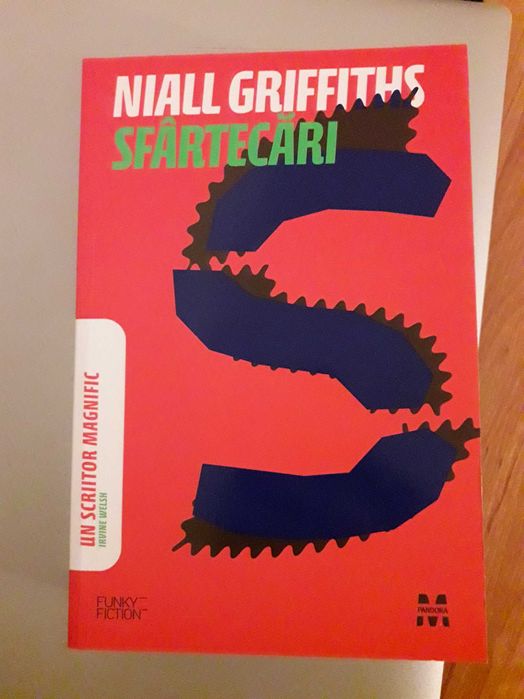 NIALL GRIFFITHS
SFÂRTECĂRI
UN SCRIITOR MAGNIFIC
IRVINE WELSH
FUNKY
FICTION
PANDORA
M